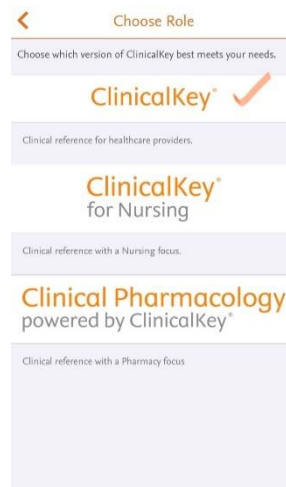 Choose Role
Choose which version of ClinicalKey best meets your needs.
ClinicalKey®
Clinical reference for healthcare providers.
ClinicalKey®
for Nursing
Clinical reference with a Nursing focus.
Clinical Pharmacology
powered by ClinicalKey®
Clinical reference with a Pharmacy focus